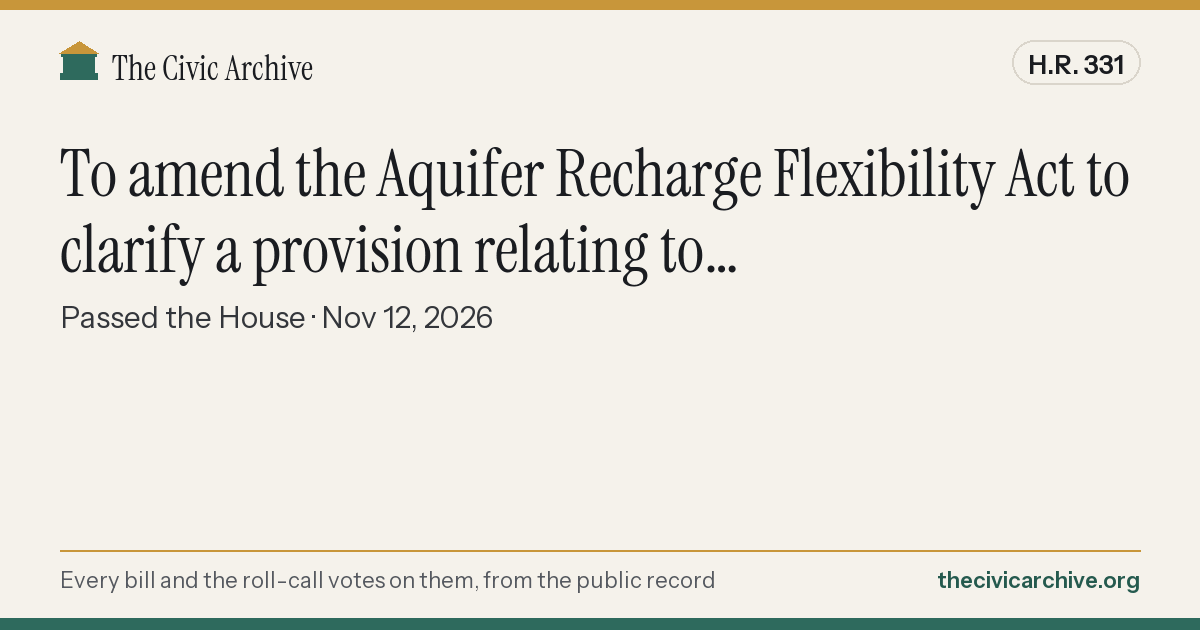 The Civic Archive
H.R. 331
To amend the Aquifer Recharge Flexibility Act to
clarify a provision relating to...
Passed the House · Nov 12, 2026
Every bill and the roll-call votes on them, from the public record
thecivicarchive.org